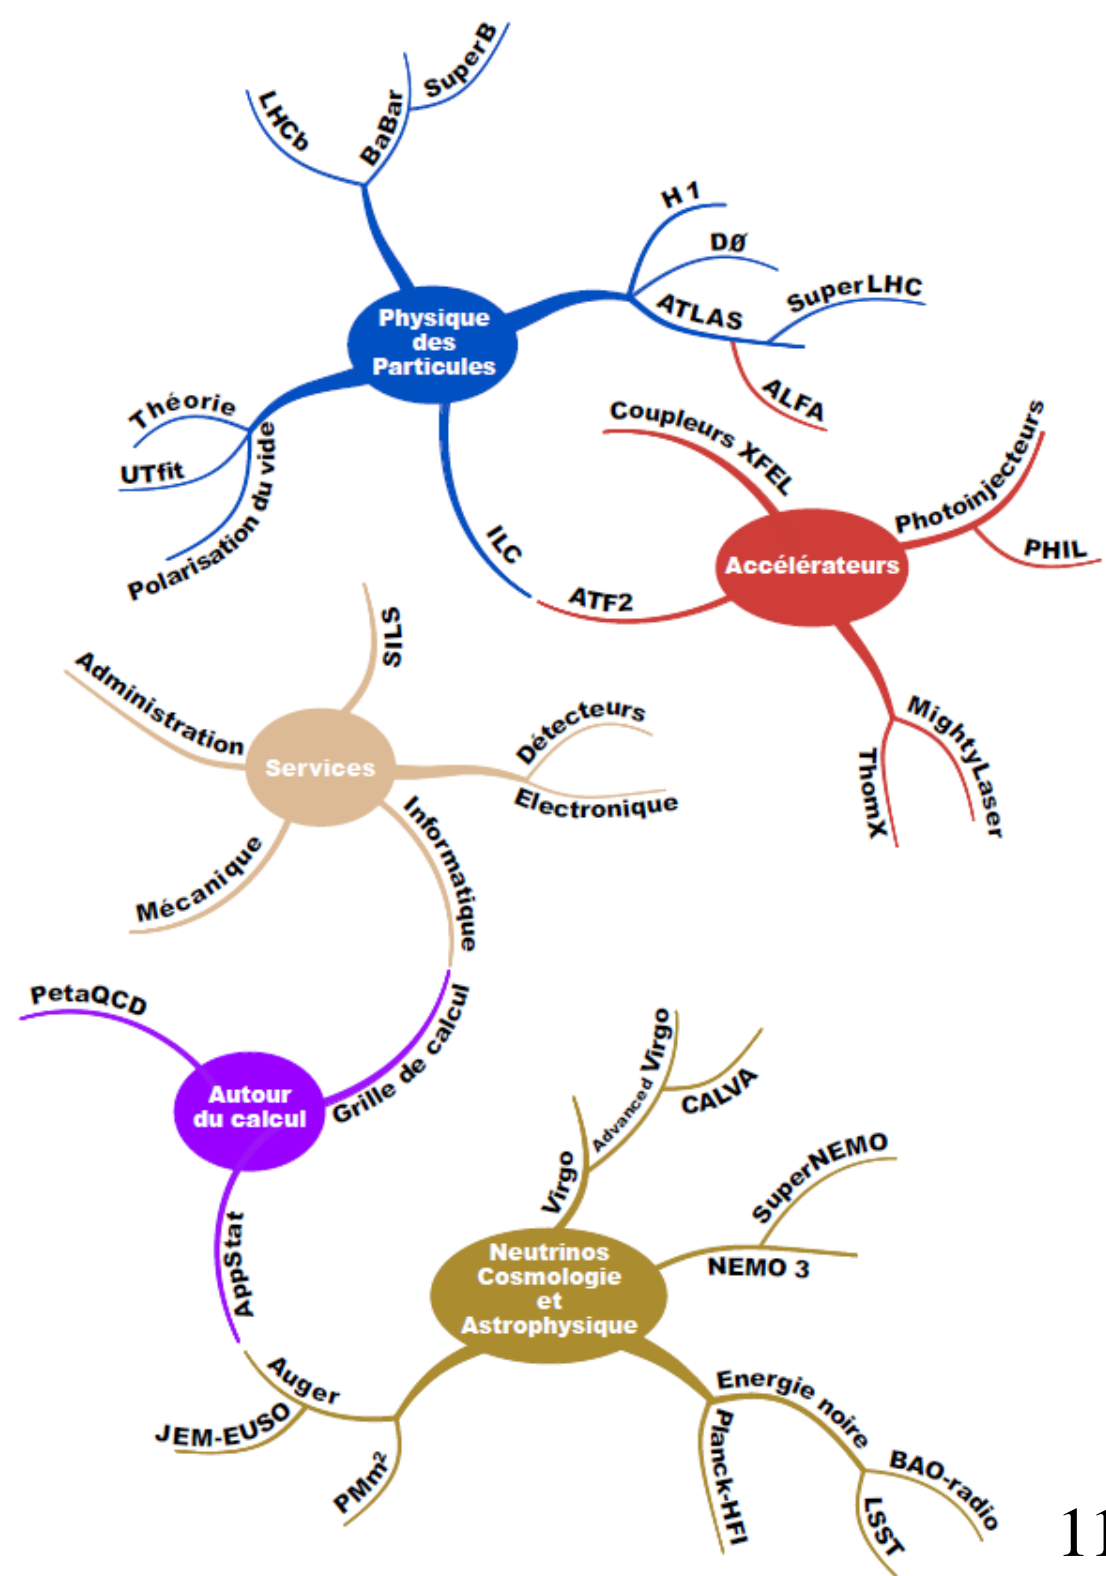 SuperB
LHCb
BaBar
H1
DØ
SuperLHC
ATLAS
Physique
des
Particules
ALFA
Théorie
UTfit
Polarisation du vide
ILC
Coupleurs XFEL
Photoinjecteurs
PHIL
Accélérateurs
ATF2
MightyLaser
ThomX
SILS
Administration
Services
Détecteurs
Electronique
Informatique
Mécanique
PetaQCD
Grille de calcul
Autour
du calcul
AppStat
Advanced Virgo
CALVA
Virgo
SuperNEMO
NEMO 3
Neutrinos
Cosmologie
et
Astrophysique
Auger
JEM-EUSO
PMm²
Energie noire
Planck-HFI
BAO-radio
LSST
11